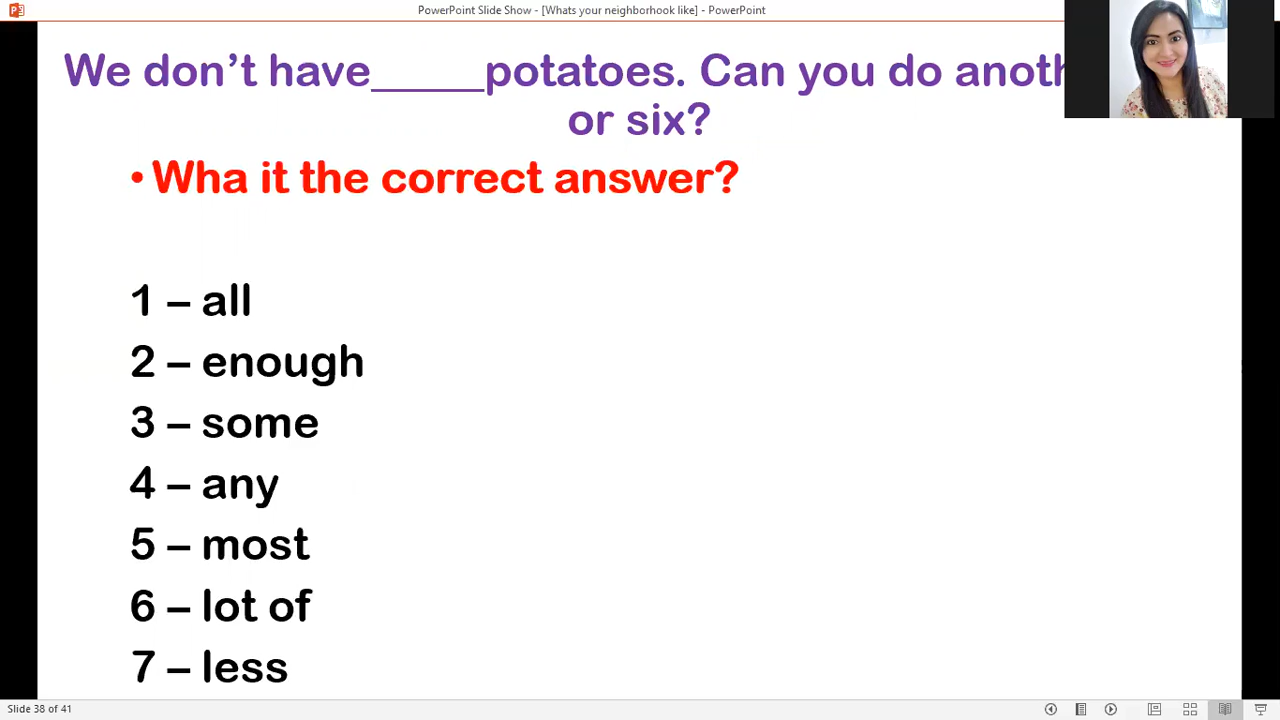 PowerPoint Slide Show - [Whats your neighborhook like] - PowerPoint
We don't have_____potatoes. Can you do
or six?
• Wha it the correct answer?
1 – all
2 – enough
3 – some
4 – any
5 – most
6 – lot of
7 – less
Slide 38 of 41